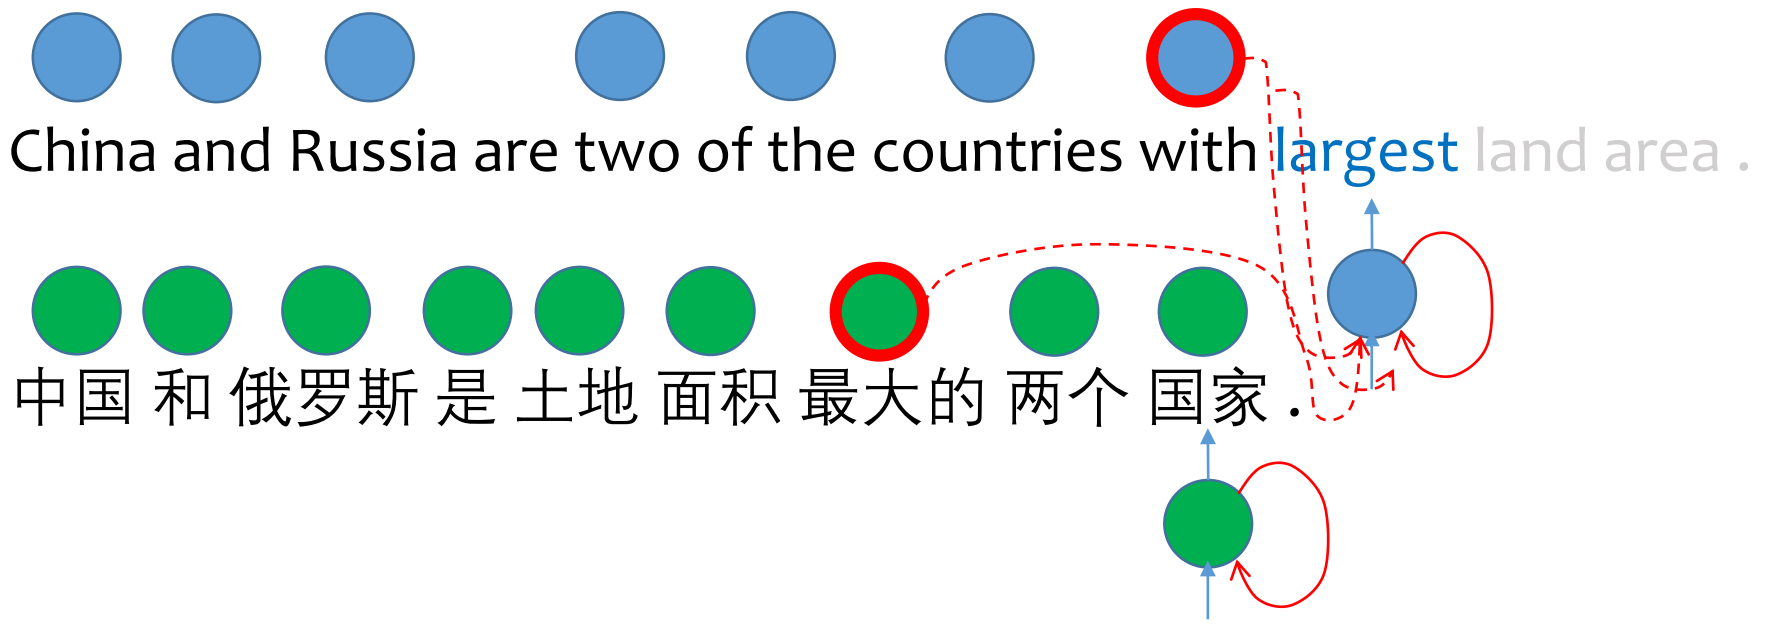 China and Russia are two of the countries with largest land area .
中国 和 俄罗斯 是 土地 面积 最大的 两个 国家 .